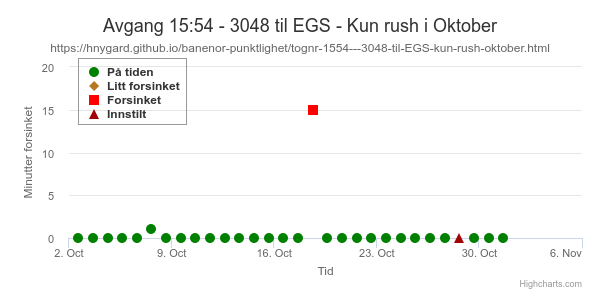 Avgang 15:54 - 3048 til EGS - Kun rush i Oktober
https://hnygard.github.io/banenor-punktlighet/tognr-1554---3048-til-EGS-kun-rush-oktober.html
På tiden
Litt forsinket
Forsinket
Innstilt
Minutter forsinket
20
15
10
5
0
2. Oct
9. Oct
16. Oct
23. Oct
30. Oct
6. Nov
Tid
Highcharts.com